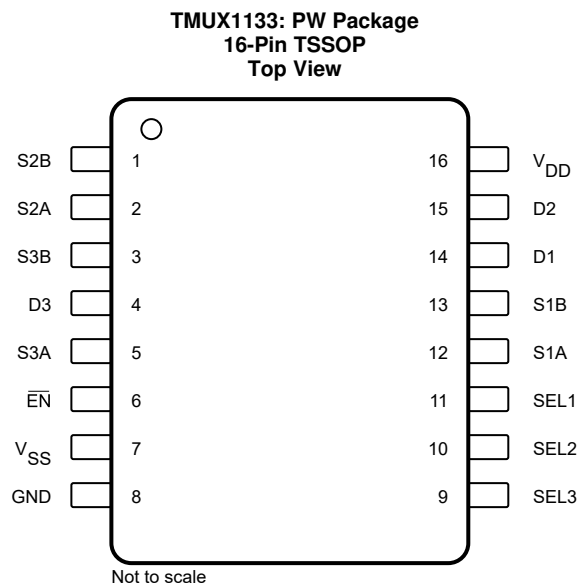 TMUX1133: PW Package
16-Pin TSSOP
Top View
S2B 1 16 VDD
S2A 2 15 D2
S3B 3 14 D1
D3 4 13 S1B
S3A 5 12 S1A
E̅N̅ 6 11 SEL1
VSS 7 10 SEL2
GND 8 9 SEL3
Not to scale